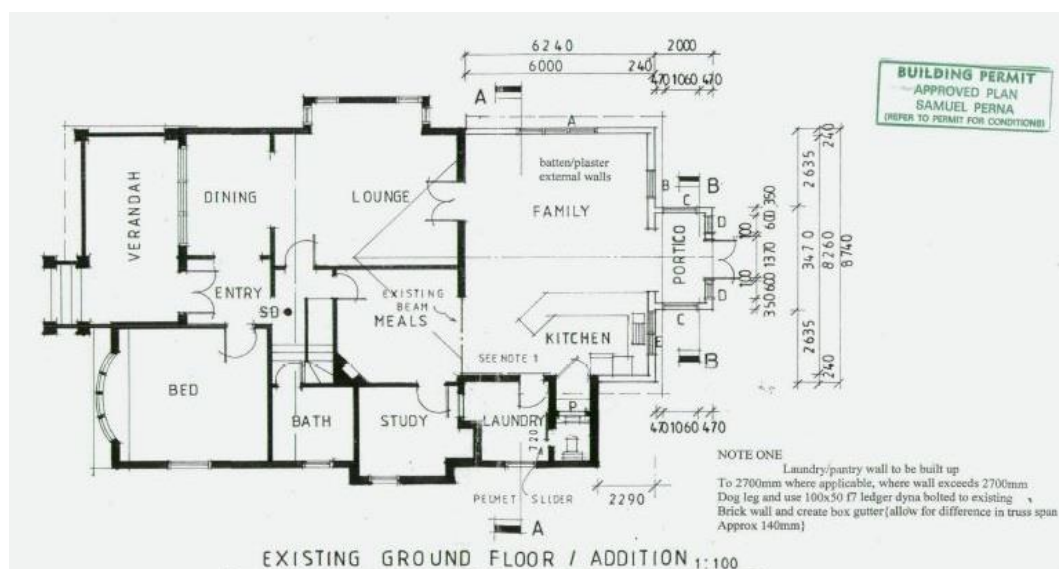 6240
2000
6000
240
470 1060 470
A
BUILDING PERMIT
APPROVED PLAN
SAMUEL PERNA
(REFER TO PERMIT FOR CONDITIONS)
A
batten/plaster
external walls
VERANDAH
DINING
LOUNGE
FAMILY
B
B
C
D
PORTICO
2635
240
350
600
100
1370
100
600
350
3470
8260
8740
2635
240
ENTRY
SD
EXISTING
BEAM
MEALS
D
C
KITCHEN
E
SEE NOTE 1
B
BED
BATH
STUDY
LAUNDRY
P
720
470 1060 470
PELMET SLIDER
2290
A
NOTE ONE
Laundry/pantry wall to be built up
To 2700mm where applicable, where wall exceeds 2700mm
Dog leg and use 100x50 f7 ledger dyna bolted to existing
Brick wall and create box gutter{allow for difference in truss span
Approx 140mm}
EXISTING GROUND FLOOR / ADDITION 1:100